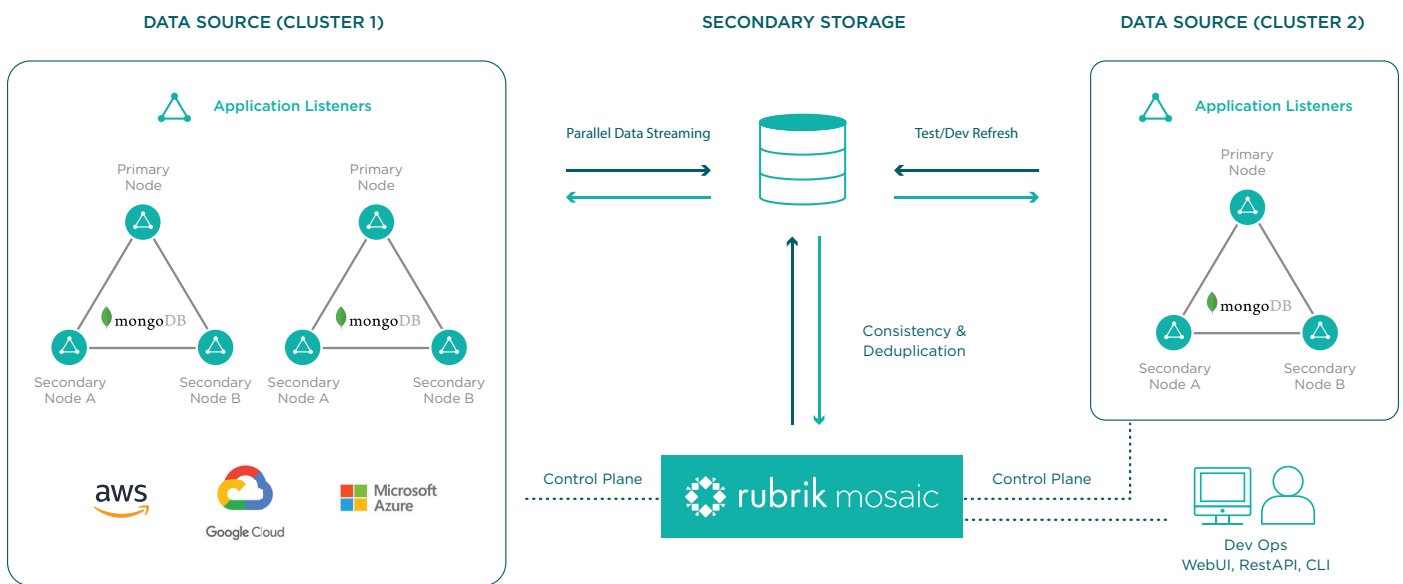 DATA SOURCE (CLUSTER 1)
SECONDARY STORAGE
DATA SOURCE (CLUSTER 2)
Application Listeners
Primary
Node
Primary
Node
mongoDB
mongoDB
Secondary
Node A
Secondary
Node B
Secondary
Node A
Secondary
Node B
aws
Google Cloud
Microsoft
Azure
Parallel Data Streaming
Test/Dev Refresh
Consistency &
Deduplication
Control Plane
rubrik mosaic
Control Plane
Application Listeners
Primary
Node
mongoDB
Secondary
Node A
Secondary
Node B
Dev Ops
WebUI, RestAPI, CLI